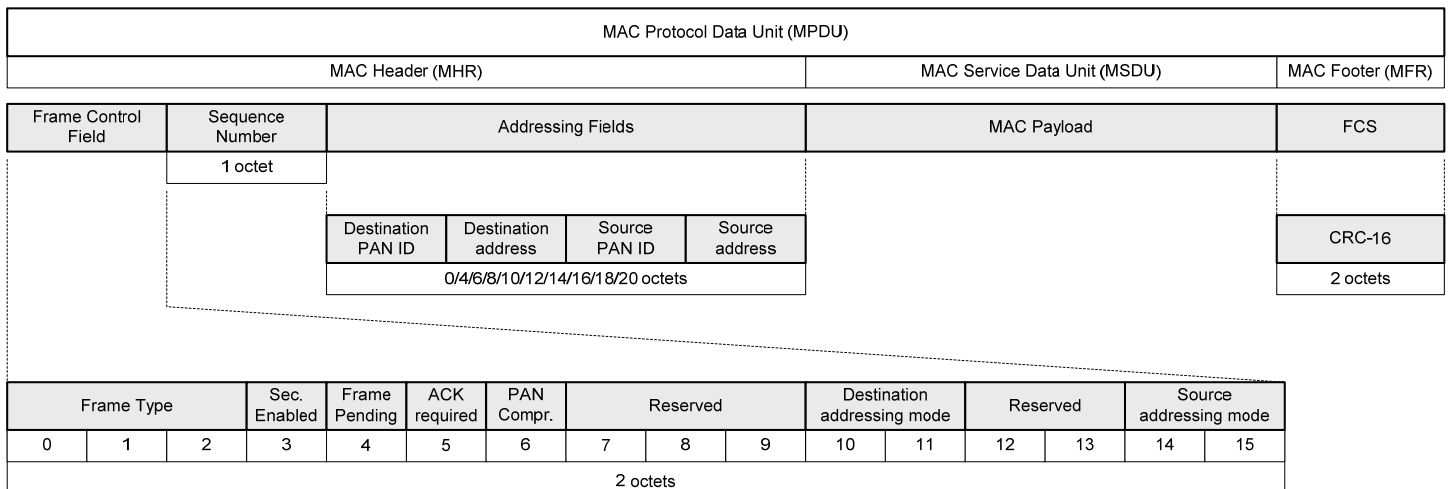 MAC Protocol Data Unit (MPDU)
MAC Header (MHR)
MAC Service Data Unit (MSDU)
MAC Footer (MFR)
Frame Control
Field
Sequence
Number
Addressing Fields
MAC Payload
FCS
1 octet
Destination
PAN ID
Destination
address
Source
PAN ID
Source
address
CRC-16
0/4/6/8/10/12/14/16/18/20 octets
2 octets
Frame Type
Sec.
Enabled
Frame
Pending
ACK
required
PAN
Compr.
Reserved
Destination
addressing mode
Reserved
Source
addressing mode
0 1 2 3 4 5 6 7 8 9 10 11 12 13 14 15
2 octets